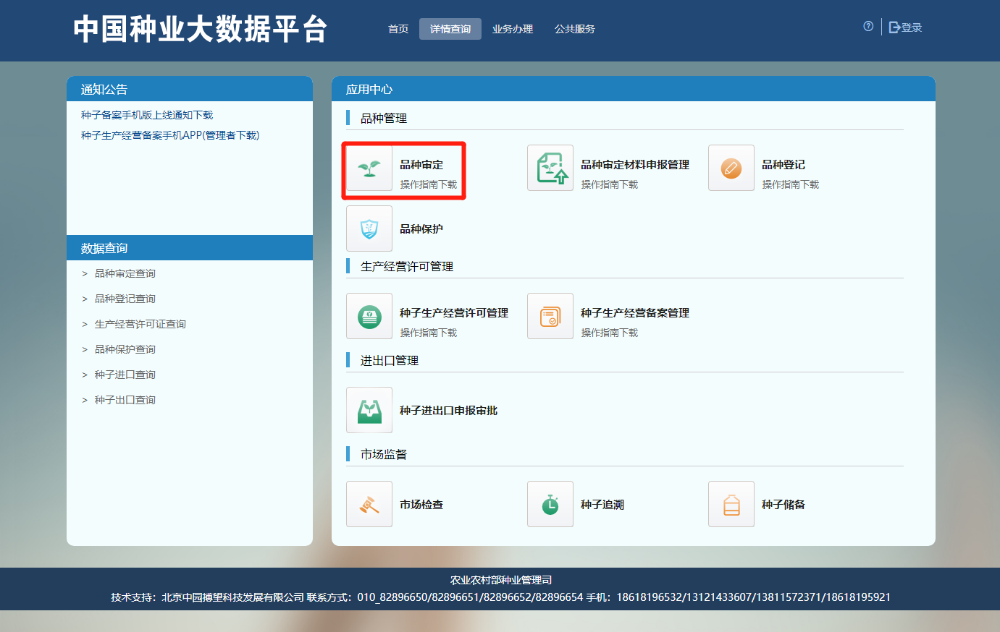 中国种业大数据平台
首页 详情查询 业务办理 公共服务
登录
通知公告
种子备案手机版上线通知下载
种子生产经营备案手机APP(管理者下载)
数据查询
> 品种审定查询
> 品种登记查询
> 生产经营许可证查询
> 品种保护查询
> 种子进口查询
> 种子出口查询
应用中心
品种管理
品种审定
操作指南下载
品种审定材料申报管理
操作指南下载
品种登记
操作指南下载
品种保护
生产经营许可管理
种子生产经营许可管理
操作指南下载
种子生产经营备案管理
操作指南下载
进出口管理
种子进出口申报审批
市场监督
市场检查
种子追溯
种子储备
农业农村部种业管理司
技术支持：北京中园搏望科技发展有限公司 联系方式：010_82896650/82896651/82896652/82896654 手机：18618196532/13121433607/13811572371/18618195921